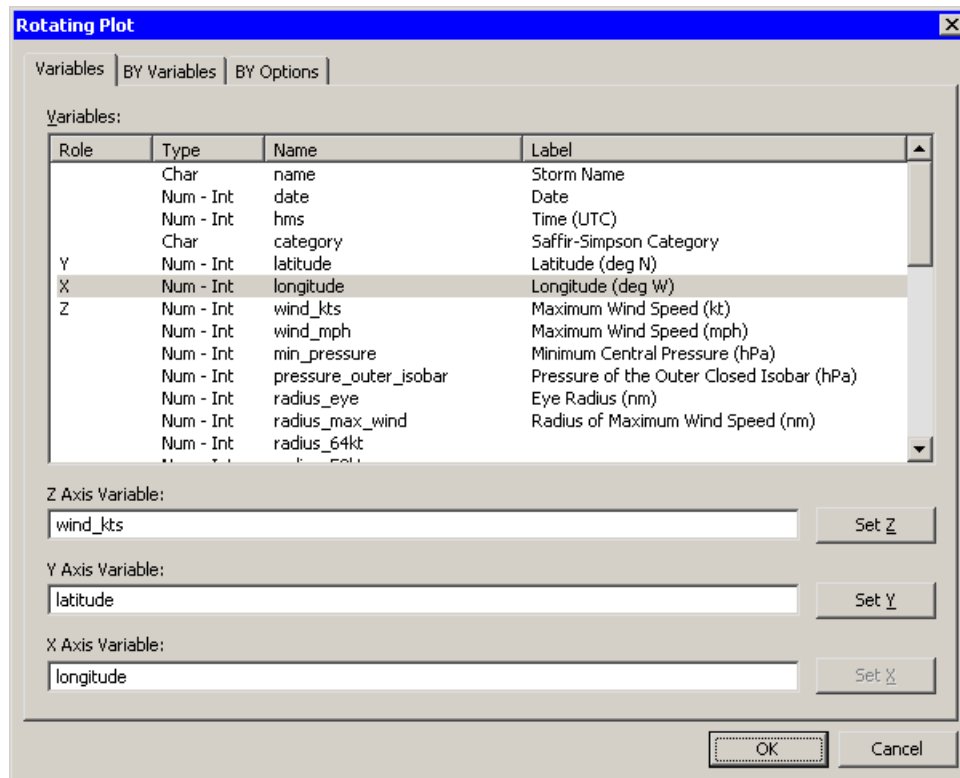 Rotating Plot
Variables BY Variables BY Options
Variables:
Role Type Name Label
Char name Storm Name
Num - Int date Date
Num - Int hms Time (UTC)
Char category Saffir-Simpson Category
Y Num - Int latitude Latitude (deg N)
X Num - Int longitude Longitude (deg W)
Z Num - Int wind_kts Maximum Wind Speed (kt)
Num - Int wind_mph Maximum Wind Speed (mph)
Num - Int min_pressure Minimum Central Pressure (hPa)
Num - Int pressure_outer_isobar Pressure of the Outer Closed Isobar (hPa)
Num - Int radius_eye Eye Radius (nm)
Num - Int radius_max_wind Radius of Maximum Wind Speed (nm)
Num - Int radius_64kt
Z Axis Variable:
wind_kts Set Z
Y Axis Variable:
latitude Set Y
X Axis Variable:
longitude Set X
OK Cancel